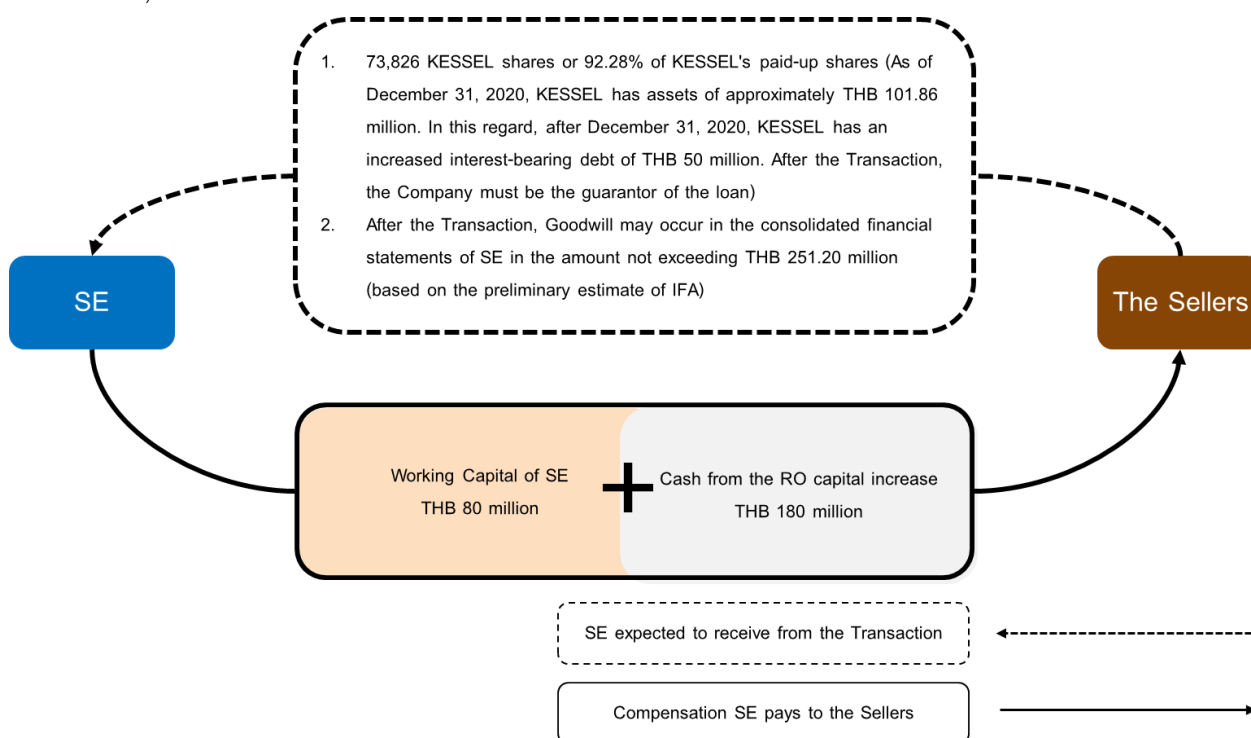 1. 73,826 KESSEL shares or 92.28% of KESSEL's paid-up shares (As of
December 31, 2020, KESSEL has assets of approximately THB 101.86
million. In this regard, after December 31, 2020, KESSEL has an
increased interest-bearing debt of THB 50 million. After the Transaction,
the Company must be the guarantor of the loan)
2. After the Transaction, Goodwill may occur in the consolidated financial
statements of SE in the amount not exceeding THB 251.20 million
(based on the preliminary estimate of IFA)
SE
The Sellers
Working Capital of SE
THB 80 million
+
Cash from the RO capital increase
THB 180 million
SE expected to receive from the Transaction
Compensation SE pays to the Sellers